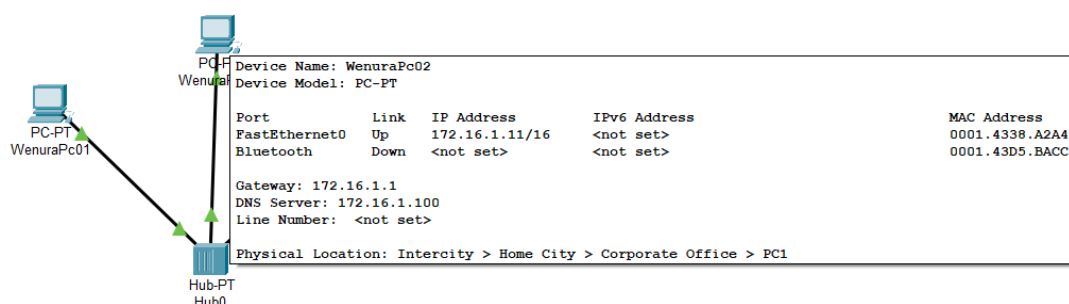 PC-P
Wenura
PC-PT
WenuraPc01
Device Name: WenuraPc02
Device Model: PC-PT
Port Link IP Address IPv6 Address MAC Address
FastEthernet0 Up 172.16.1.11/16 <not set> 0001.4338.A2A4
Bluetooth Down <not set> <not set> 0001.43D5.BACC
Gateway: 172.16.1.1
DNS Server: 172.16.1.100
Line Number: <not set>
Physical Location: Intercity > Home City > Corporate Office > PC1
Hub-PT
Hub0